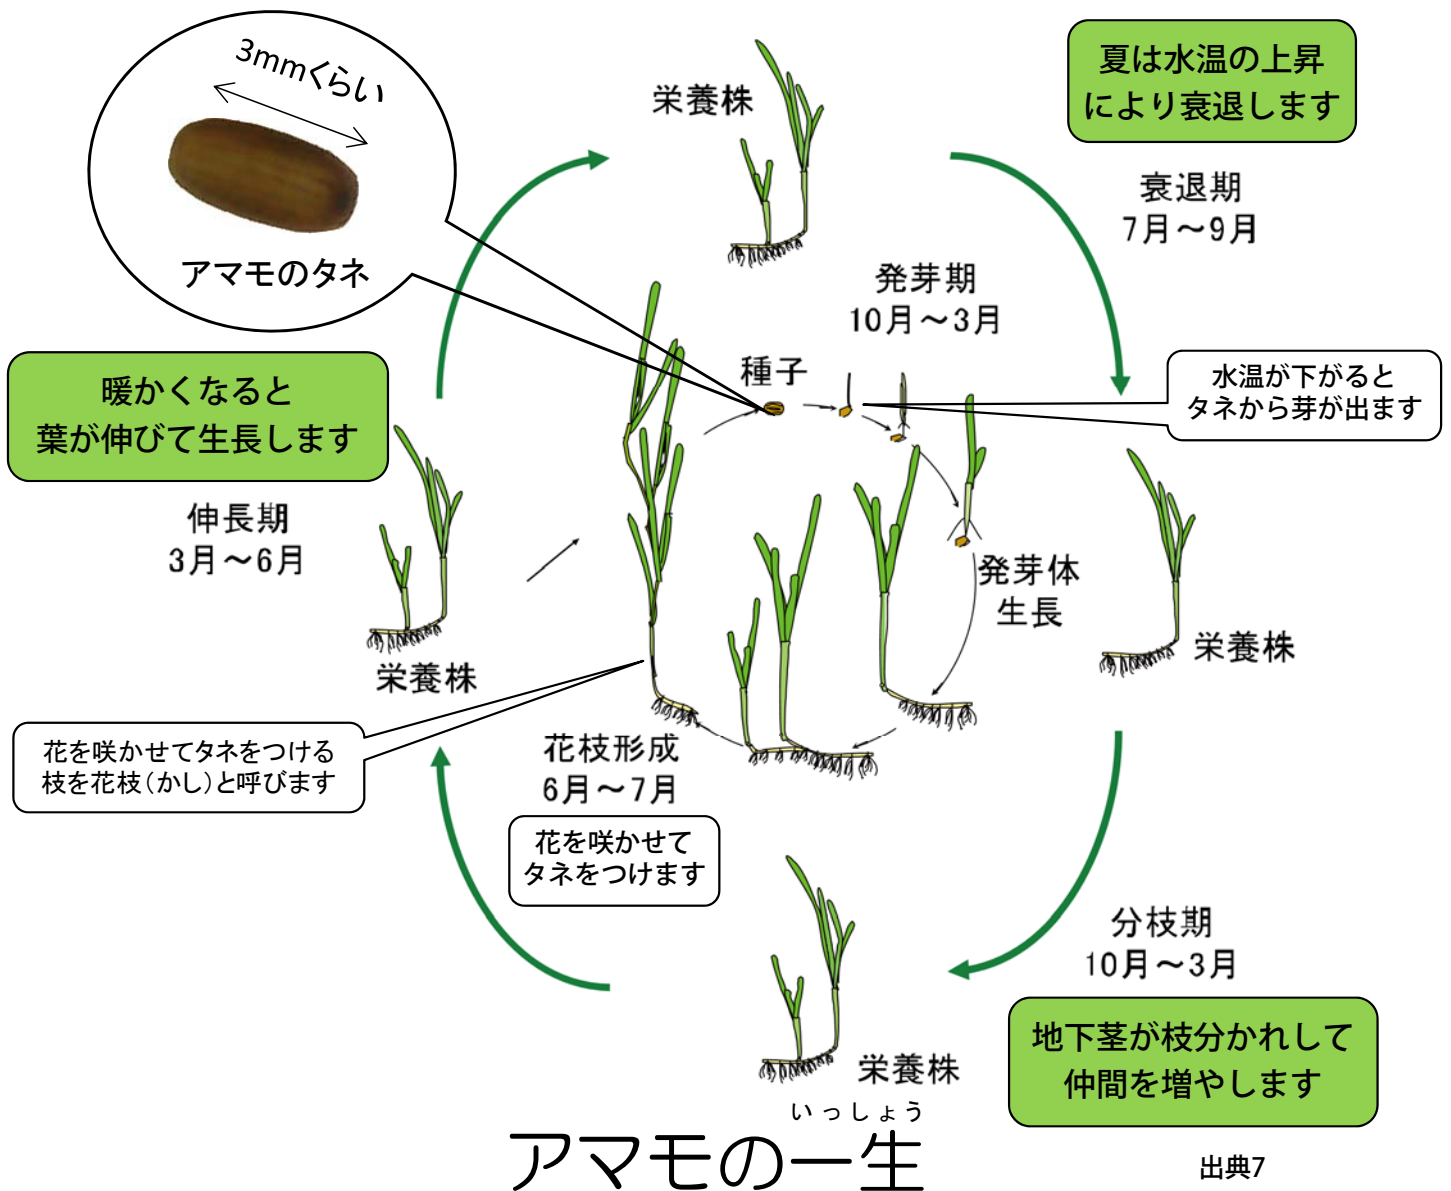 3mmくらい
アマモのタネ
栄養株
夏は水温の上昇
により衰退します
衰退期
7月～9月
発芽期
10月～3月
種子
水温が下がると
タネから芽が出ます
暖かくなると
葉が伸びて生長します
伸長期
3月～6月
栄養株
発芽体
生長
栄養株
花を咲かせてタネをつける
枝を花枝（かし）と呼びます
花枝形成
6月～7月
花を咲かせて
タネをつけます
分枝期
10月～3月
地下茎が枝分かれして
仲間を増やします
栄養株
いっしょう
アマモの一生
出典7